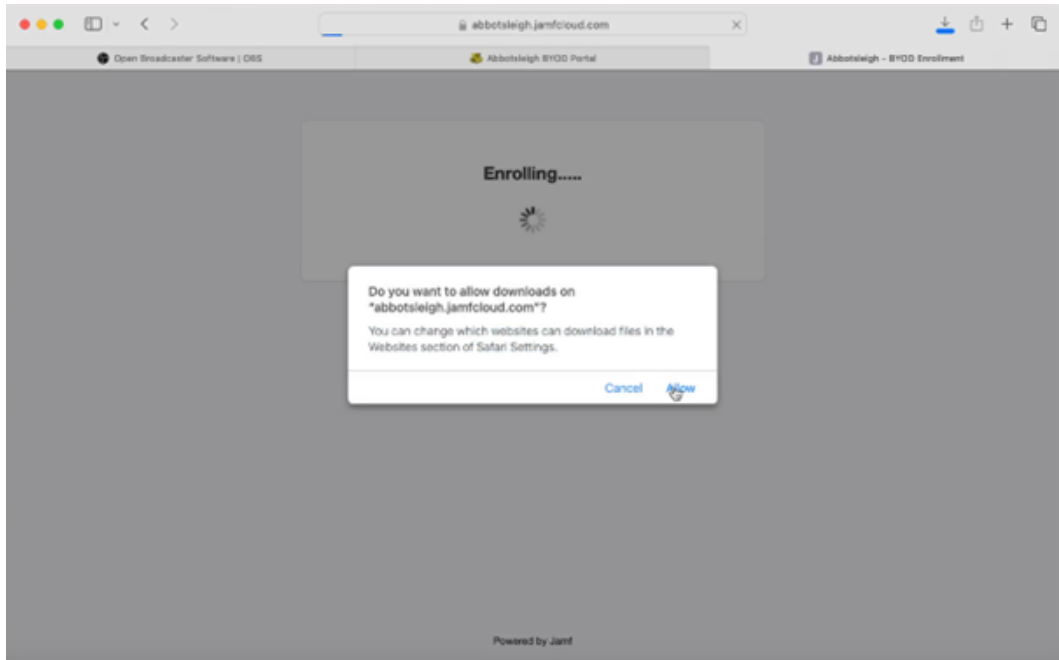 abbotsleigh.jamfcloud.com
Open Broadcaster Software | OBS
Abbotsleigh BYOD Portal
Abbotsleigh - BYOD Enrollment
Enrolling.....
Do you want to allow downloads on
"abbotsleigh.jamfcloud.com"?
You can change which websites can download files in the
Websites section of Safari Settings.
Cancel Allow
Powered by Jamf